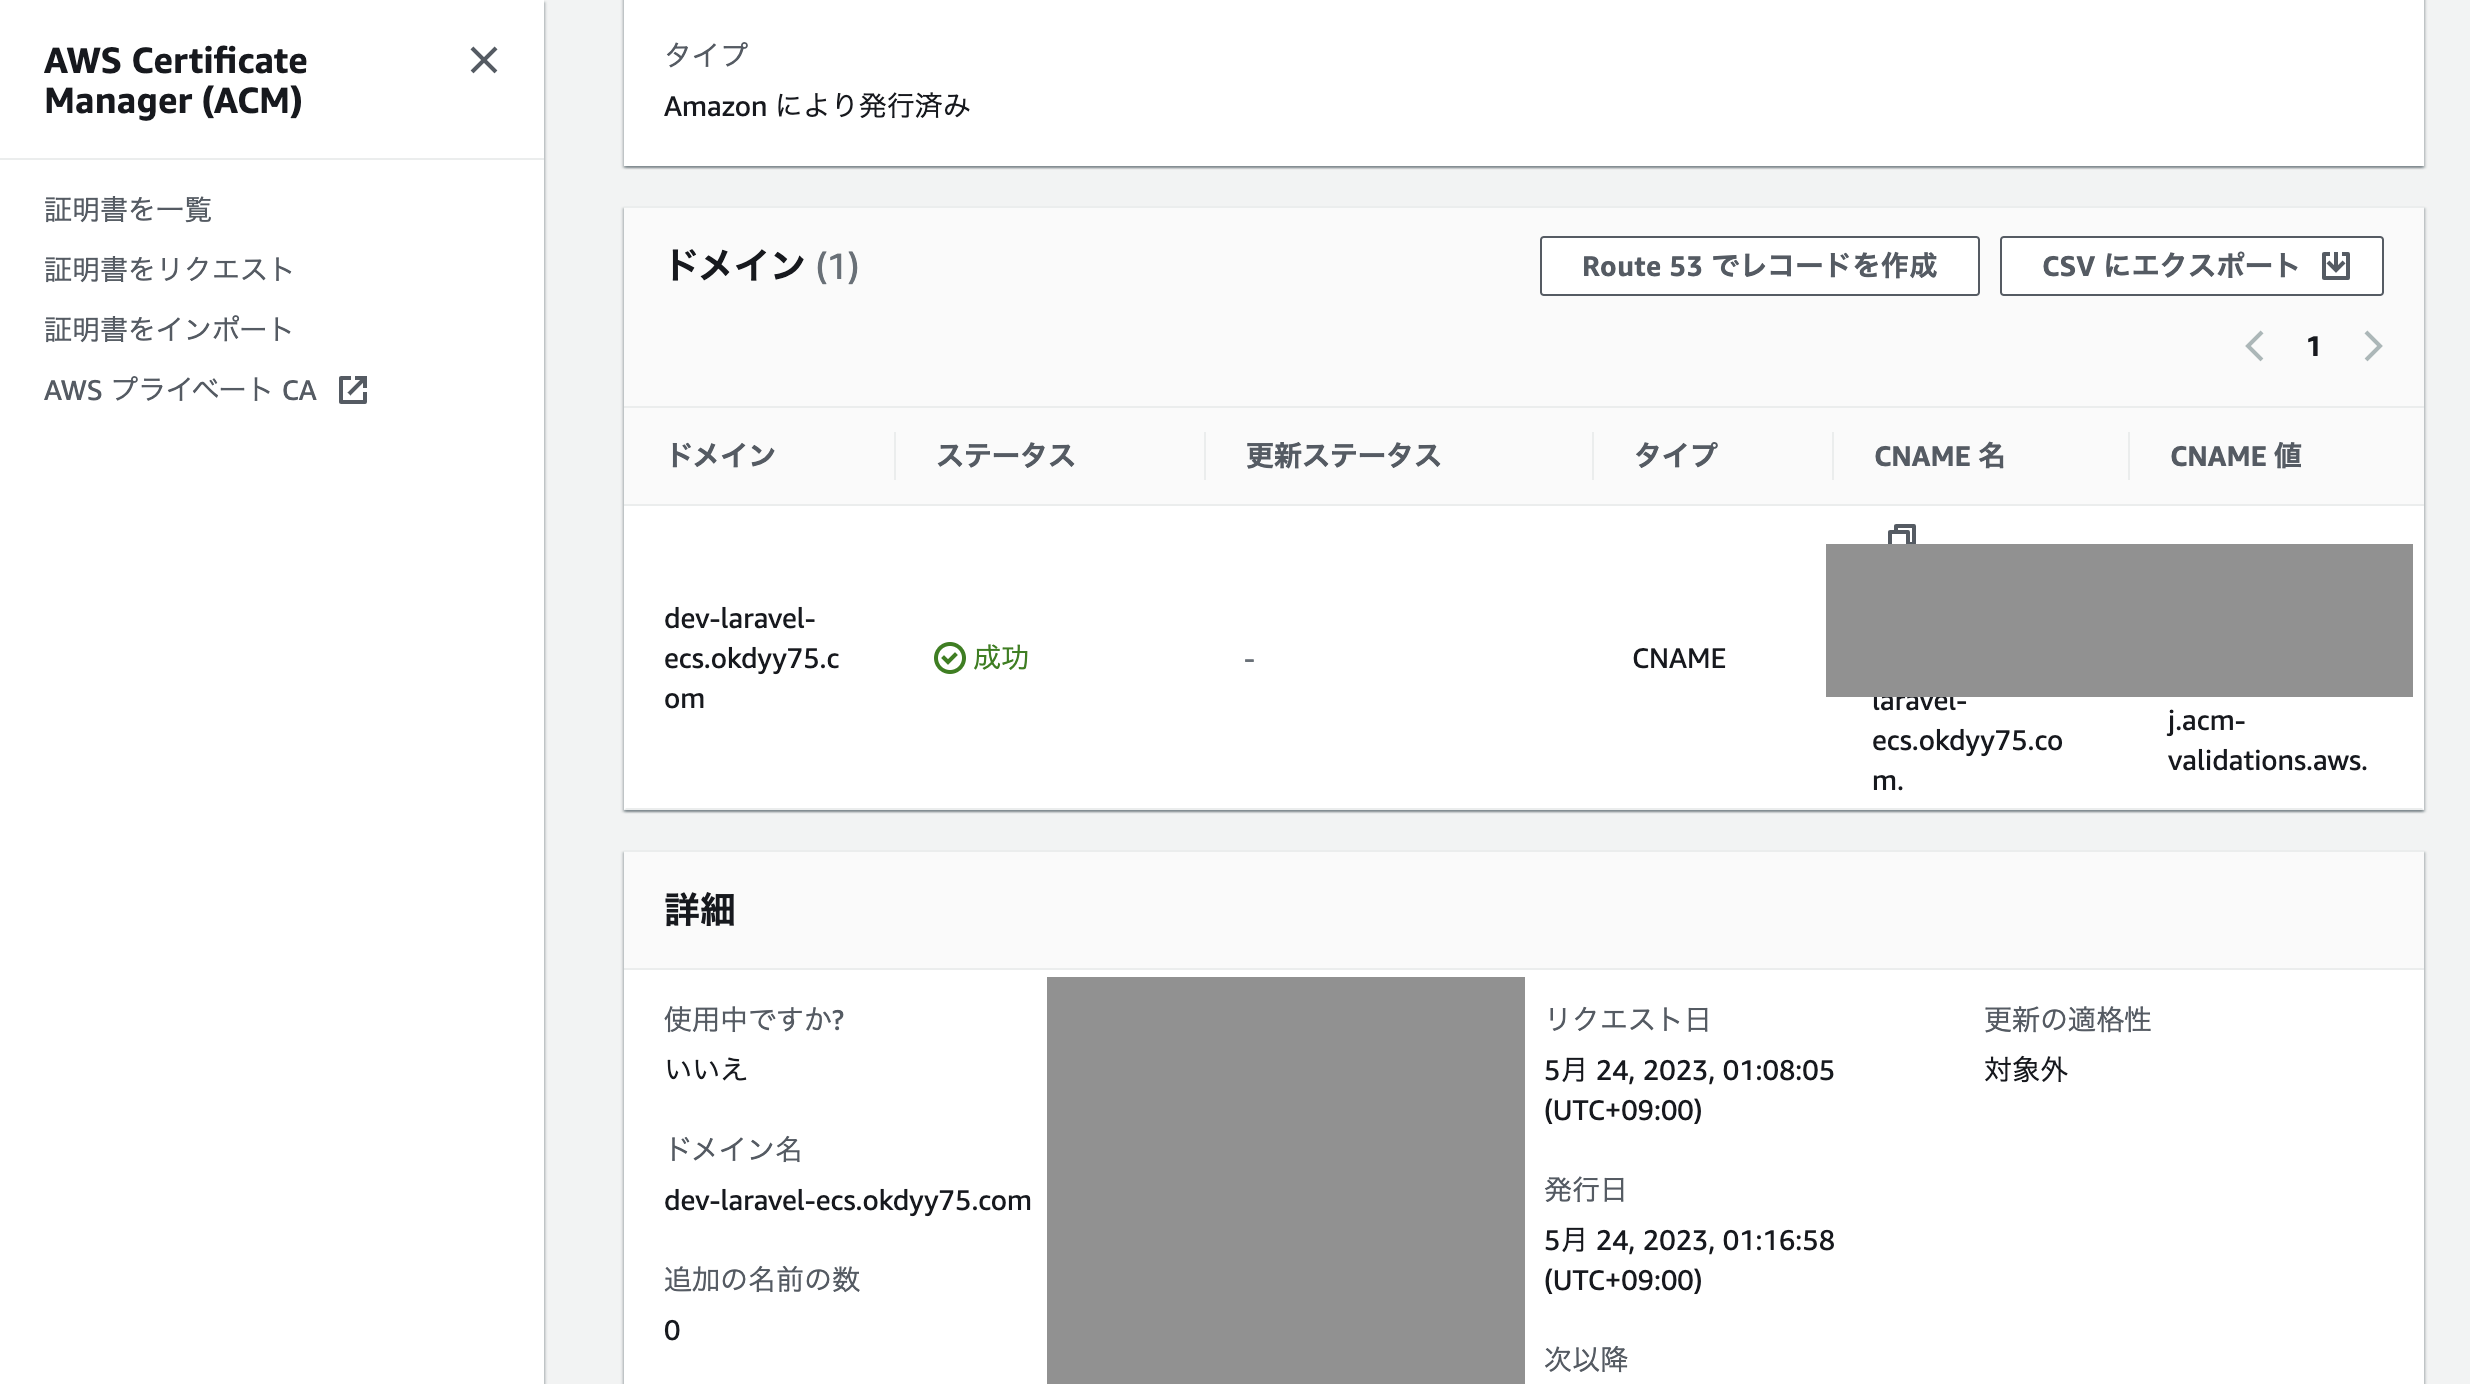 AWS Certificate
Manager (ACM)
証明書を一覧
証明書をリクエスト
証明書をインポート
AWS プライベート CA
タイプ
Amazon により発行済み
ドメイン (1)
Route 53 でレコードを作成
CSV にエクスポート
1
ドメイン
ステータス
更新ステータス
タイプ
CNAME 名
CNAME 値
dev-laravel-
ecs.okdyy75.c
om
成功
-
CNAME
laravel-
ecs.okdyy75.co
m.
j.acm-
validations.aws.
詳細
使用中ですか?
いいえ
ドメイン名
dev-laravel-ecs.okdyy75.com
追加の名前の数
0
リクエスト日
5月 24, 2023, 01:08:05
(UTC+09:00)
発行日
5月 24, 2023, 01:16:58
(UTC+09:00)
次以降
更新の適格性
対象外